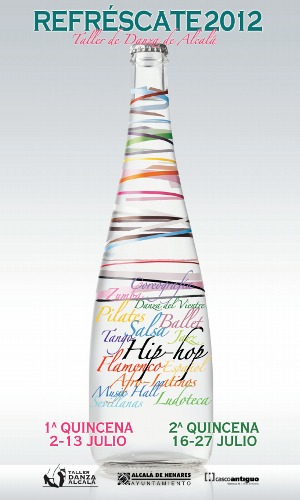 REFRÉSCATE 2012
Taller de Danza de Alcalá
Coreografía
Zumba
Danza del Vientre
Pilates
Ballet
Salsa
Tango
Jazz
Hip-hop
Flamenco
Español
Afro-latinos
Music Hall
Ludoteca
Sevillanas
1ª QUINCENA
2-13 JULIO
2ª QUINCENA
16-27 JULIO
TALLER
DANZA
ALCALÁ
ALCALÁ DE HENARES
AYUNTAMIENTO
cascoantiguo